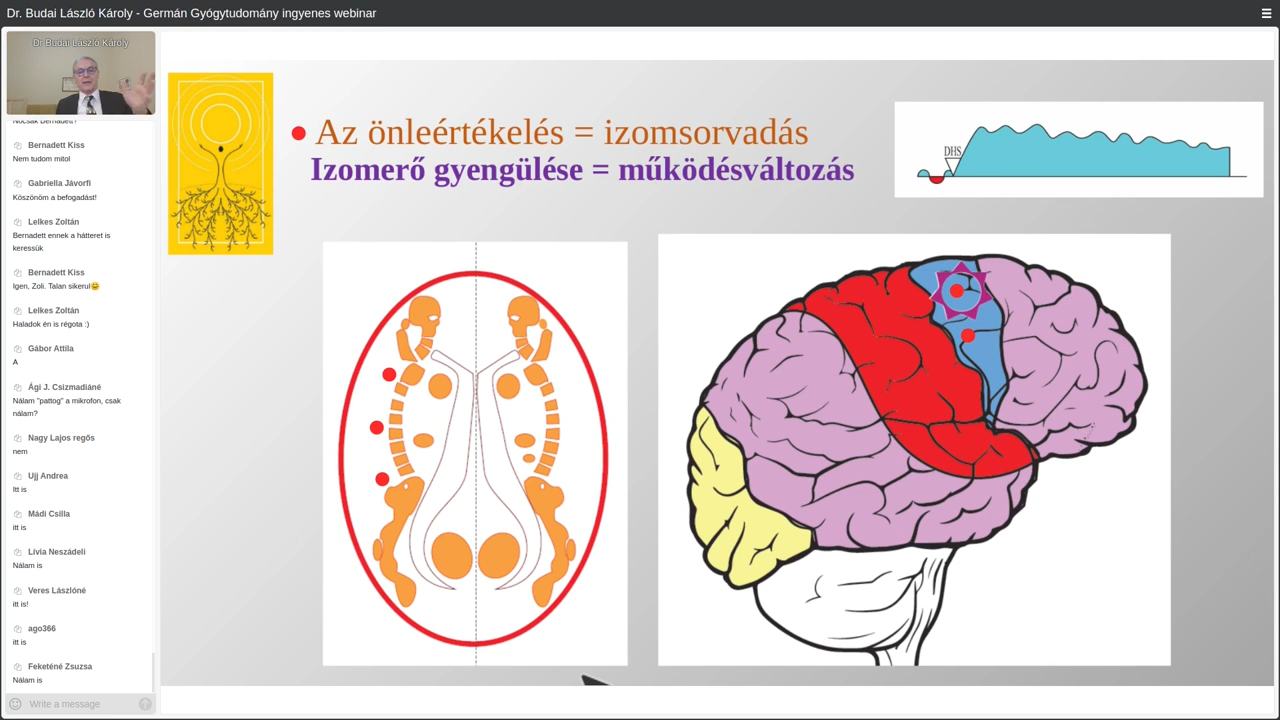 Dr. Budai László Károly - Germán Gyógytudomány ingyenes webinar
Dr Budai László Károly
Nocsak Bernadett?
Bernadett Kiss
Nem tudom mitol
Gabriella Jávorfi
Köszönöm a befogadást!
Lelkes Zoltán
Bernadett ennek a hátteret is
keressük
Bernadett Kiss
Igen, Zoli. Talan sikerul😄
Lelkes Zoltán
Haladok én is régota :)
Gábor Attila
A
Ági J. Csizmadiáné
Nálam "pattog" a mikrofon, csak
nálam?
Nagy Lajos regős
nem
Ujj Andrea
Itt is
Mádi Csilla
itt is
Lívia Neszádeli
Nálam is
Veres Lászlóné
itt is!
ago366
itt is
Feketéné Zsuzsa
Nálam is
Write a message
Az önleértékelés = izomsorvadás
Izomerő gyengülése = működésváltozás
DHS